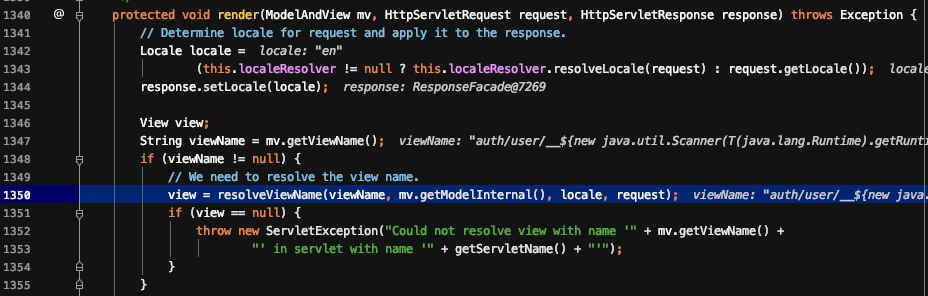 1340 @ protected void render(ModelAndView mv, HttpServletRequest request, HttpServletResponse response) throws Exception {
1341 // Determine locale for request and apply it to the response.
1342 Locale locale = locale: "en"
1343 (this.localeResolver != null ? this.localeResolver.resolveLocale(request) : request.getLocale()); locale
1344 response.setLocale(locale); response: ResponseFacade@7269
1345
1346 View view;
1347 String viewName = mv.getViewName(); viewName: "auth/user/__${new java.util.Scanner(T(java.lang.Runtime).getRunti
1348 if (viewName != null) {
1349 // We need to resolve the view name.
1350 view = resolveViewName(viewName, mv.getModelInternal(), locale, request); viewName: "auth/user/__${new java.
1351 if (view == null) {
1352 throw new ServletException("Could not resolve view with name '" + mv.getViewName() +
1353 "' in servlet with name '" + getServletName() + "'");
1354 }
1355 }